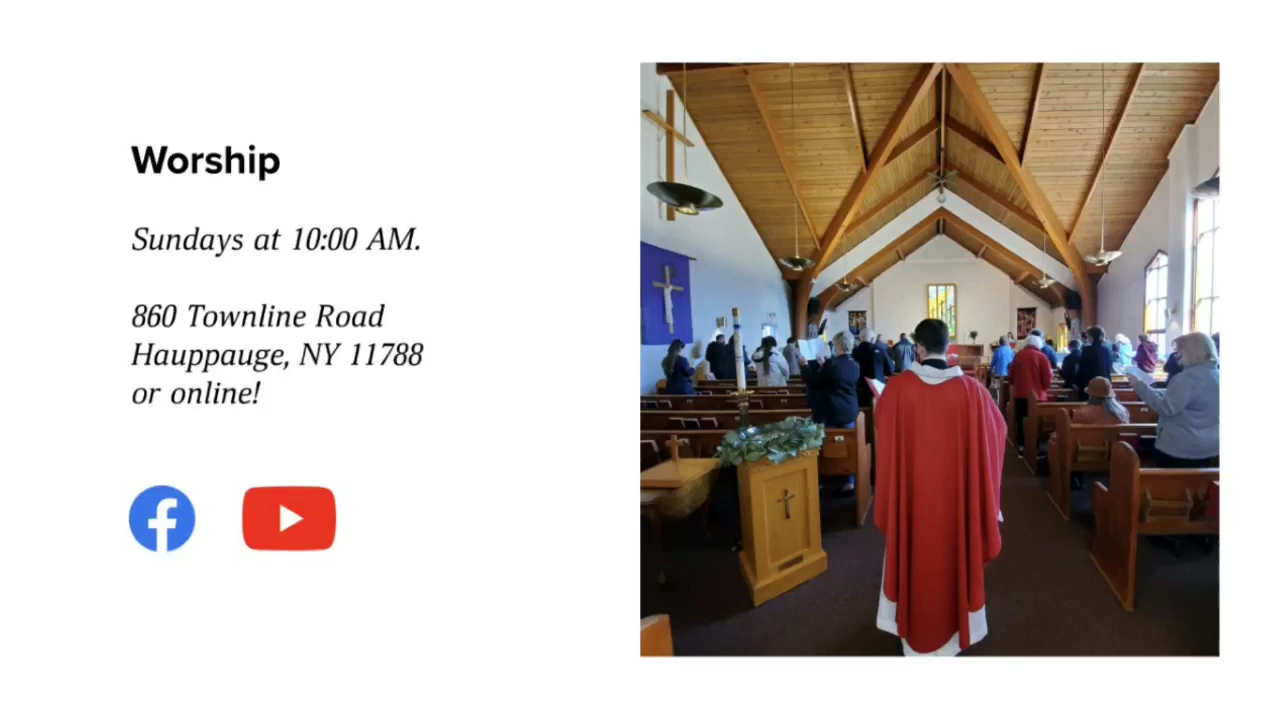 Worship
Sundays at 10:00 AM.
860 Townline Road
Hauppauge, NY 11788
or online!